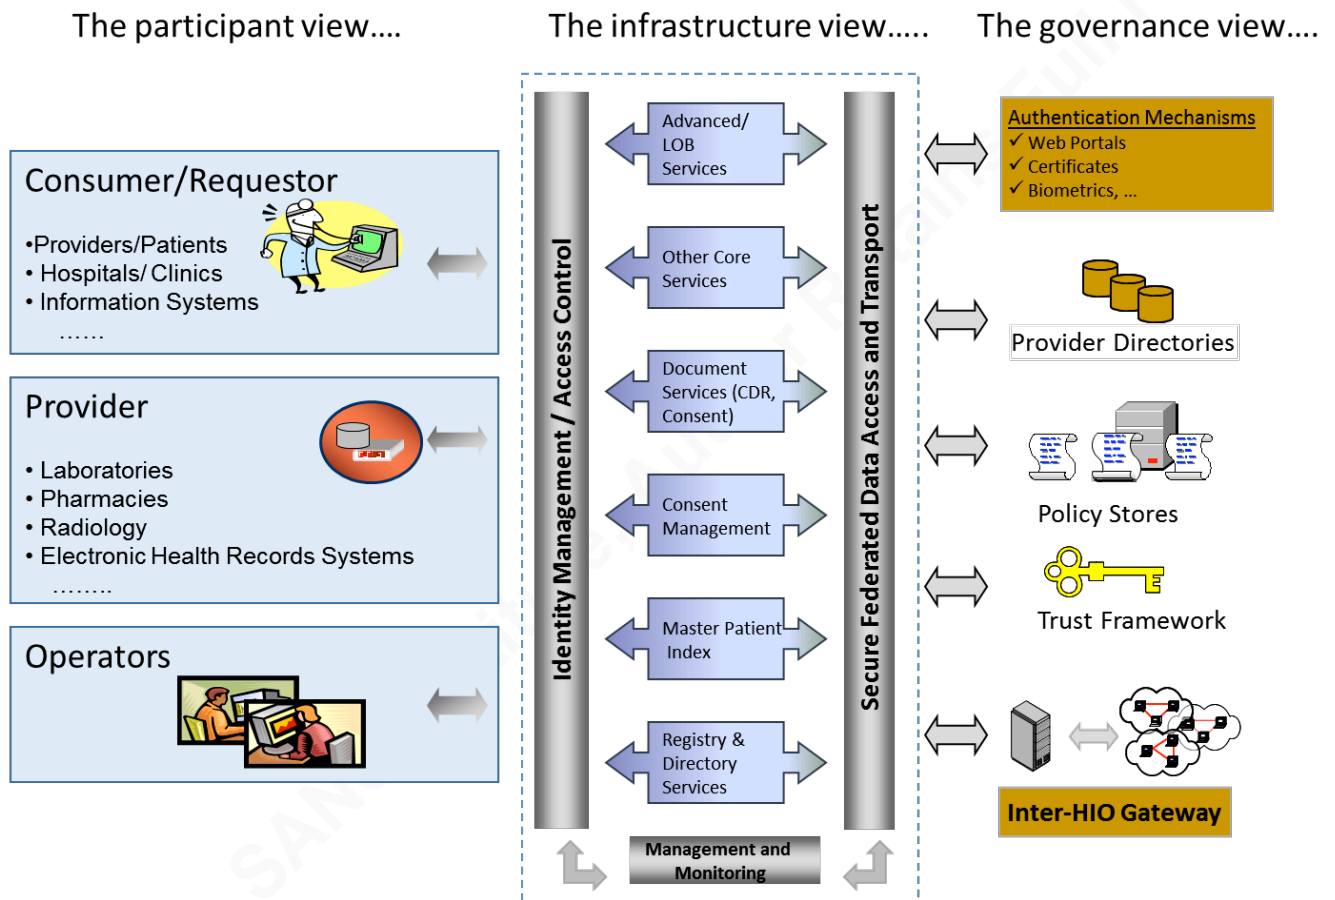 The participant view....
The infrastructure view.....
The governance view....
Consumer/Requestor
•Providers/Patients
• Hospitals/ Clinics
• Information Systems
......
Provider
• Laboratories
• Pharmacies
• Radiology
• Electronic Health Records Systems
........
Operators
Identity Management / Access Control
Advanced/
LOB
Services
Other Core
Services
Document
Services (CDR,
Consent)
Consent
Management
Master Patient
Index
Registry &
Directory
Services
Secure Federated Data Access and Transport
Management and
Monitoring
Authentication Mechanisms
✓ Web Portals
✓ Certificates
✓ Biometrics, ...
Provider Directories
Policy Stores
Trust Framework
Inter-HIO Gateway